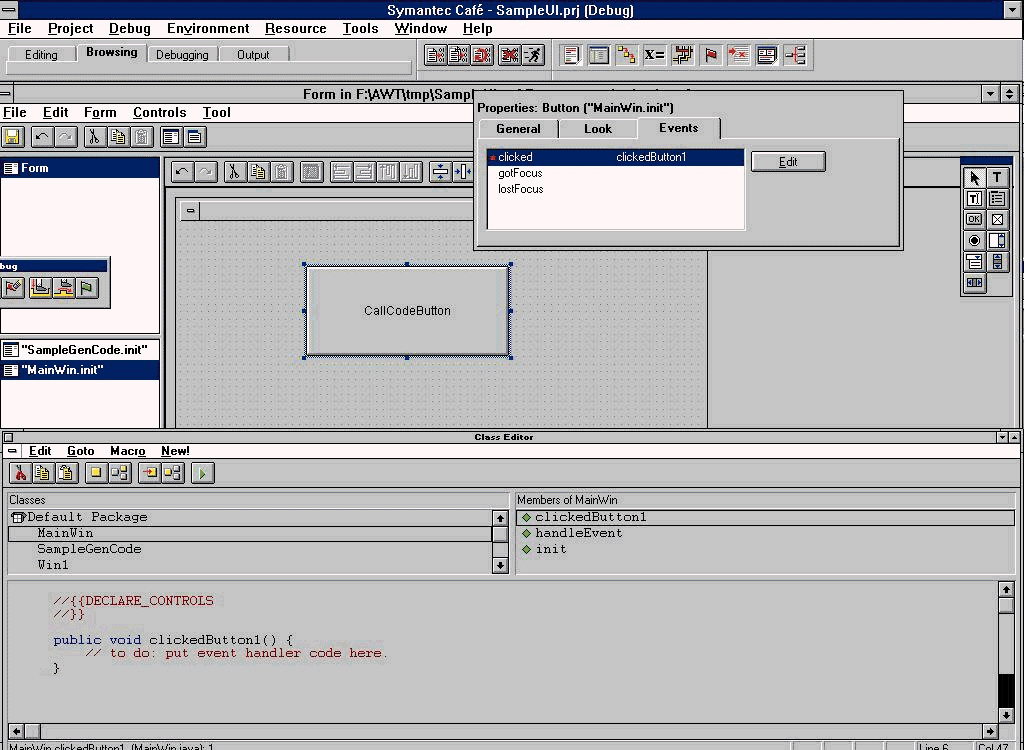 Symantec Café - SampleUI.prj (Debug)
File Project Debug Environment Resource Tools Window Help
Editing Browsing Debugging Output
X=
Form in F:\AWT\tmp\Sampl
File Edit Form Controls Tool
Properties: Button ("MainWin.init")
General Look Events
clicked clickedButton1
gotFocus
lostFocus
Edit
Form
T
OK
bug
CallCodeButton
"SampleGenCode.init"
"MainWin.init"
Class Editor
Edit Goto Macro New!
Classes
Members of MainWin
Default Package
MainWin
SampleGenCode
Win1
clickedButton1
handleEvent
init
//{{DECLARE_CONTROLS
//}}
public void clickedButton1() {
// to do: put event handler code here.
}
MainWin.clickedButton1 (MainWin.java): 1
Line 6 Col 47